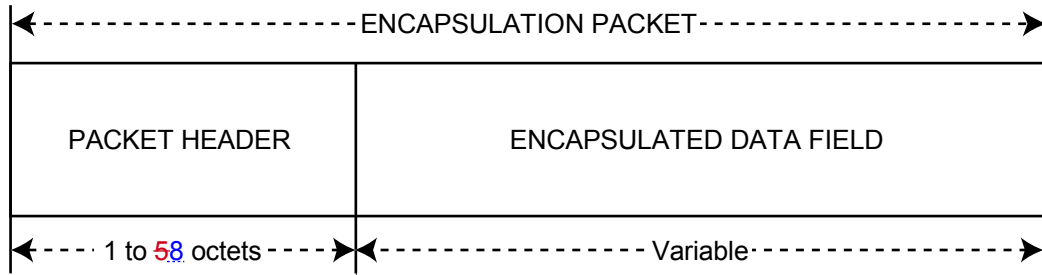 ENCAPSULATION PACKET
PACKET HEADER
ENCAPSULATED DATA FIELD
1 to 58 octets
Variable